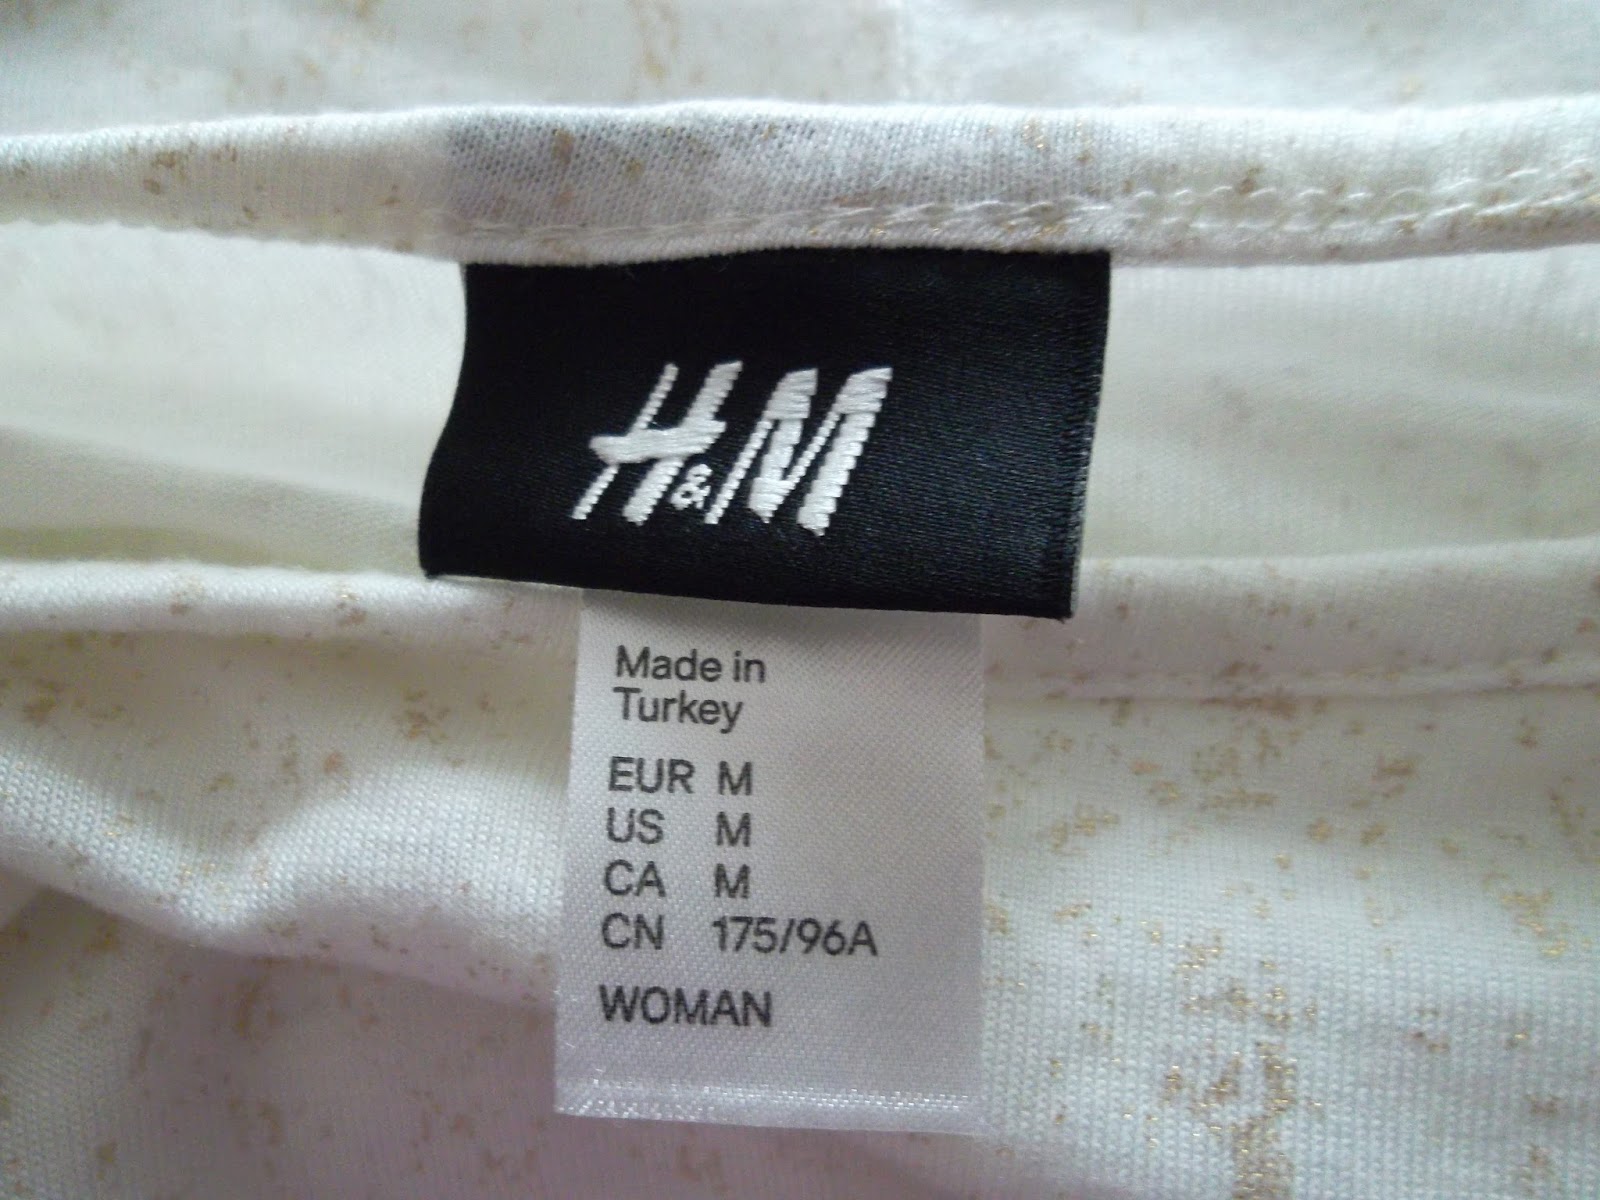 H&M
Made in
Turkey
EUR M
US M
CA M
CN 175/96A
WOMAN